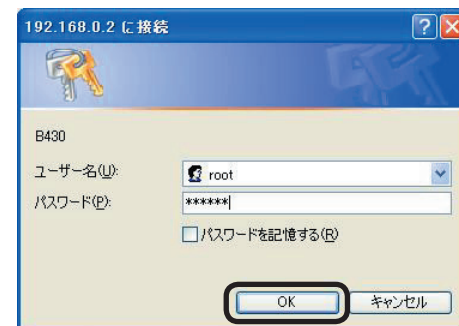 192.168.0.2 に接続
B430
ユーザー名(U):
root
パスワード(P):
******
パスワードを記憶する(R)
OK
キャンセル